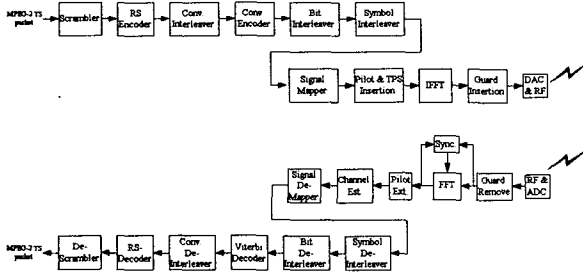 MPEG-2 TS
packet
Scrambler
RS
Encoder
Conv
Interleaver
Conv
Encoder
Bit
Interleaver
Symbol
Interleaver
Signal
Mapper
Pilot & TPS
Insertion
IFFT
Guard
Insertion
DAC
& RF
Sync.
Signal
De-
Mapper
Channel
Est.
Pilot
Ext.
FFT
Guard
Remove
RF &
ADC
MPEG-2 TS
packet
De-
Scrambler
RS-
Decoder
Conv
De-
Interleaver
Viterbi
Decoder
Bit
De-
Interleaver
Symbol
De-
Interleaver